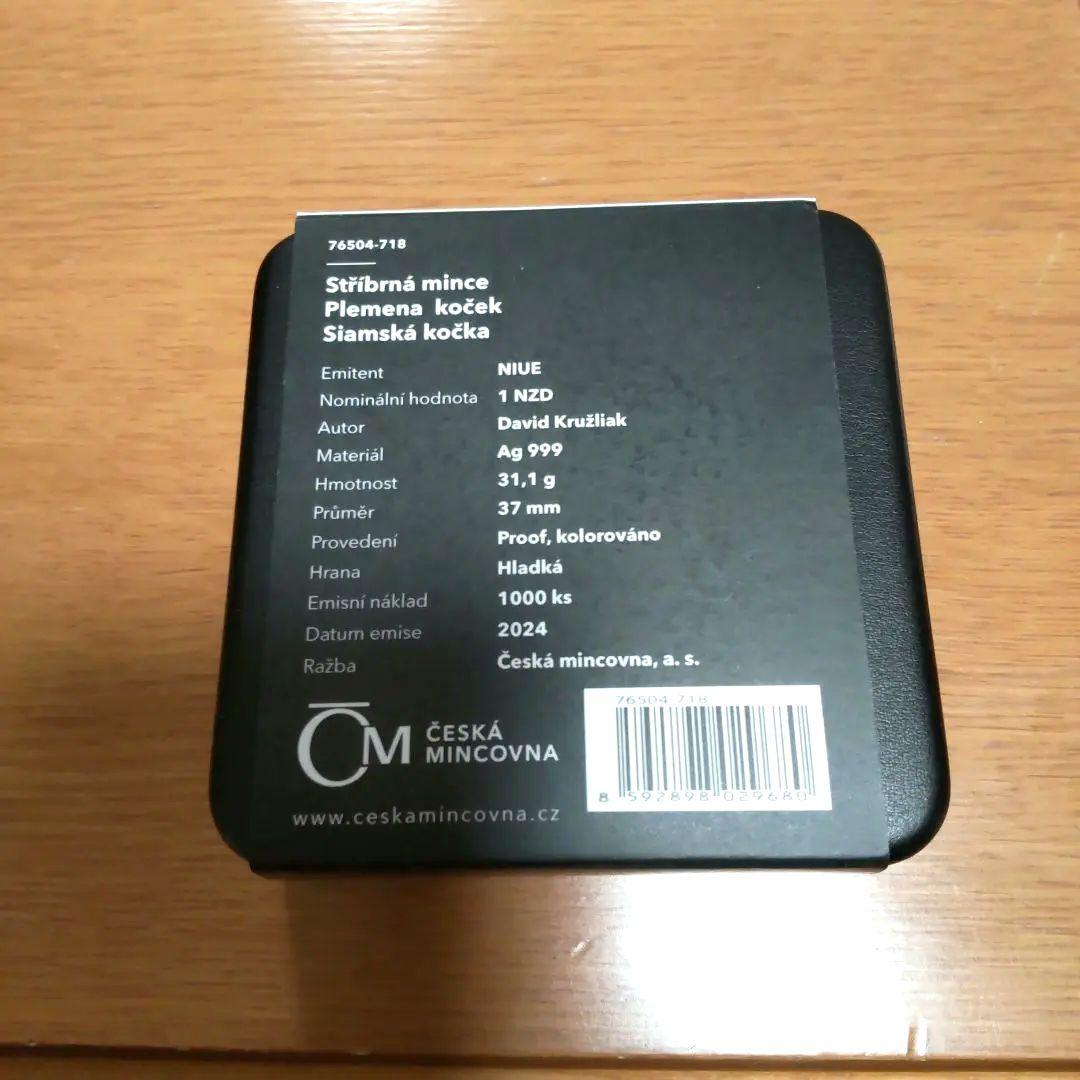 76504-718
Stříbrná mince
Plemena koček
Siamská kočka
Emitent NIUE
Nominální hodnota 1 NZD
Autor David Kružliak
Materiál Ag 999
Hmotnost 31,1 g
Průměr 37 mm
Provedení Proof, kolorováno
Hrana Hladká
Emisní náklad 1000 ks
Datum emise 2024
Ražba Česká mincovna, a. s.
ČM ČESKÁ
MINCOVNA
www.ceskamincovna.cz
76504-718
8 597898 029680